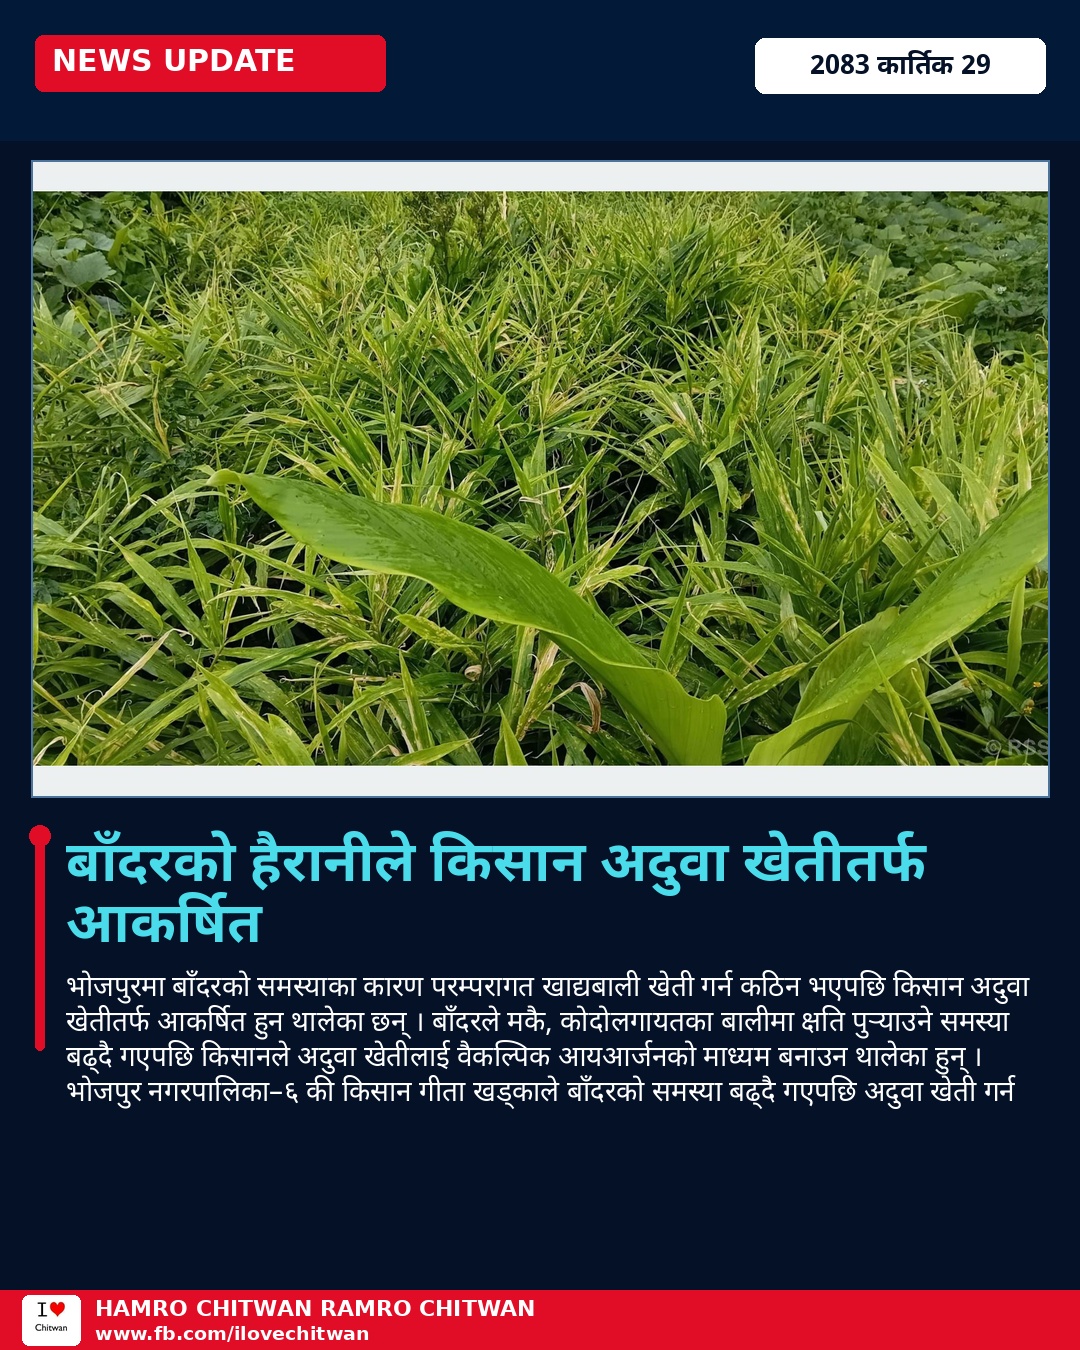 NEWS UPDATE
2083 कार्तिक 29
© RSS
बाँदरको हैरानीले किसान अदुवा खेतीतर्फ
आकर्षित
भोजपुरमा बाँदरको समस्याका कारण परम्परागत खाद्यबाली खेती गर्न कठिन भएपछि किसान अदुवा
खेतीतर्फ आकर्षित हुन थालेका छन् । बाँदरले मकै, कोदोलगायतका बालीमा क्षति पुर्‍याउने समस्या
बढ्दै गएपछि किसानले अदुवा खेतीलाई वैकल्पिक आयआर्जनको माध्यम बनाउन थालेका हुन् ।
भोजपुर नगरपालिका–६ की किसान गीता खड्काले बाँदरको समस्या बढ्दै गएपछि अदुवा खेती गर्न
I❤
Chitwan
HAMRO CHITWAN RAMRO CHITWAN
www.fb.com/ilovechitwan